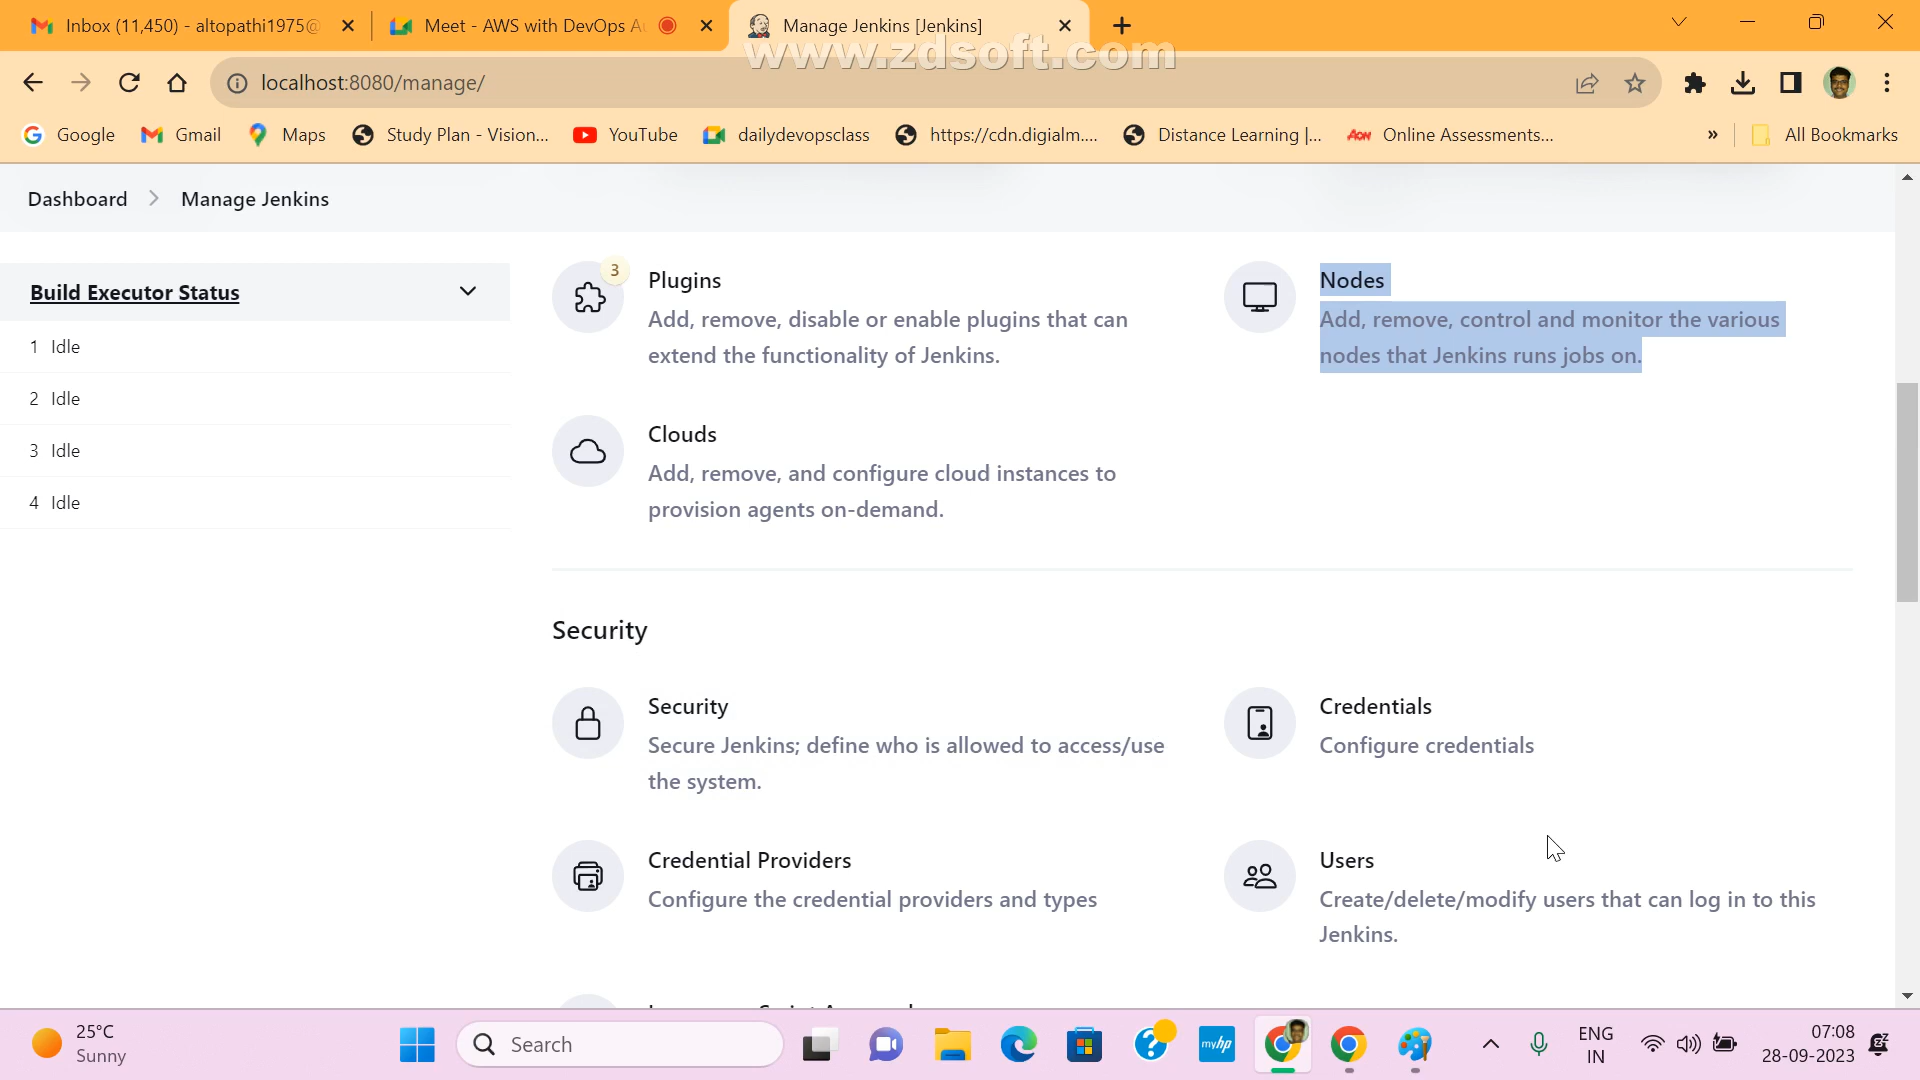 Inbox (11,450) - altopathi1975@
Meet - AWS with DevOps Au
Manage Jenkins [Jenkins]
www.zdsoft.com
localhost:8080/manage/
Google
Gmail
Maps
Study Plan - Vision...
YouTube
dailydevopsclass
https://cdn.digialm....
Distance Learning |...
AON
Online Assessments...
»
All Bookmarks
Dashboard
Manage Jenkins
Build Executor Status
1 Idle
2 Idle
3 Idle
4 Idle
3
Plugins
Add, remove, disable or enable plugins that can
extend the functionality of Jenkins.
Nodes
Add, remove, control and monitor the various
nodes that Jenkins runs jobs on.
Clouds
Add, remove, and configure cloud instances to
provision agents on-demand.
Security
Security
Secure Jenkins; define who is allowed to access/use
the system.
Credentials
Configure credentials
Credential Providers
Configure the credential providers and types
Users
Create/delete/modify users that can log in to this
Jenkins.
25°C
Sunny
Search
myhp
ENG
IN
07:08
28-09-2023